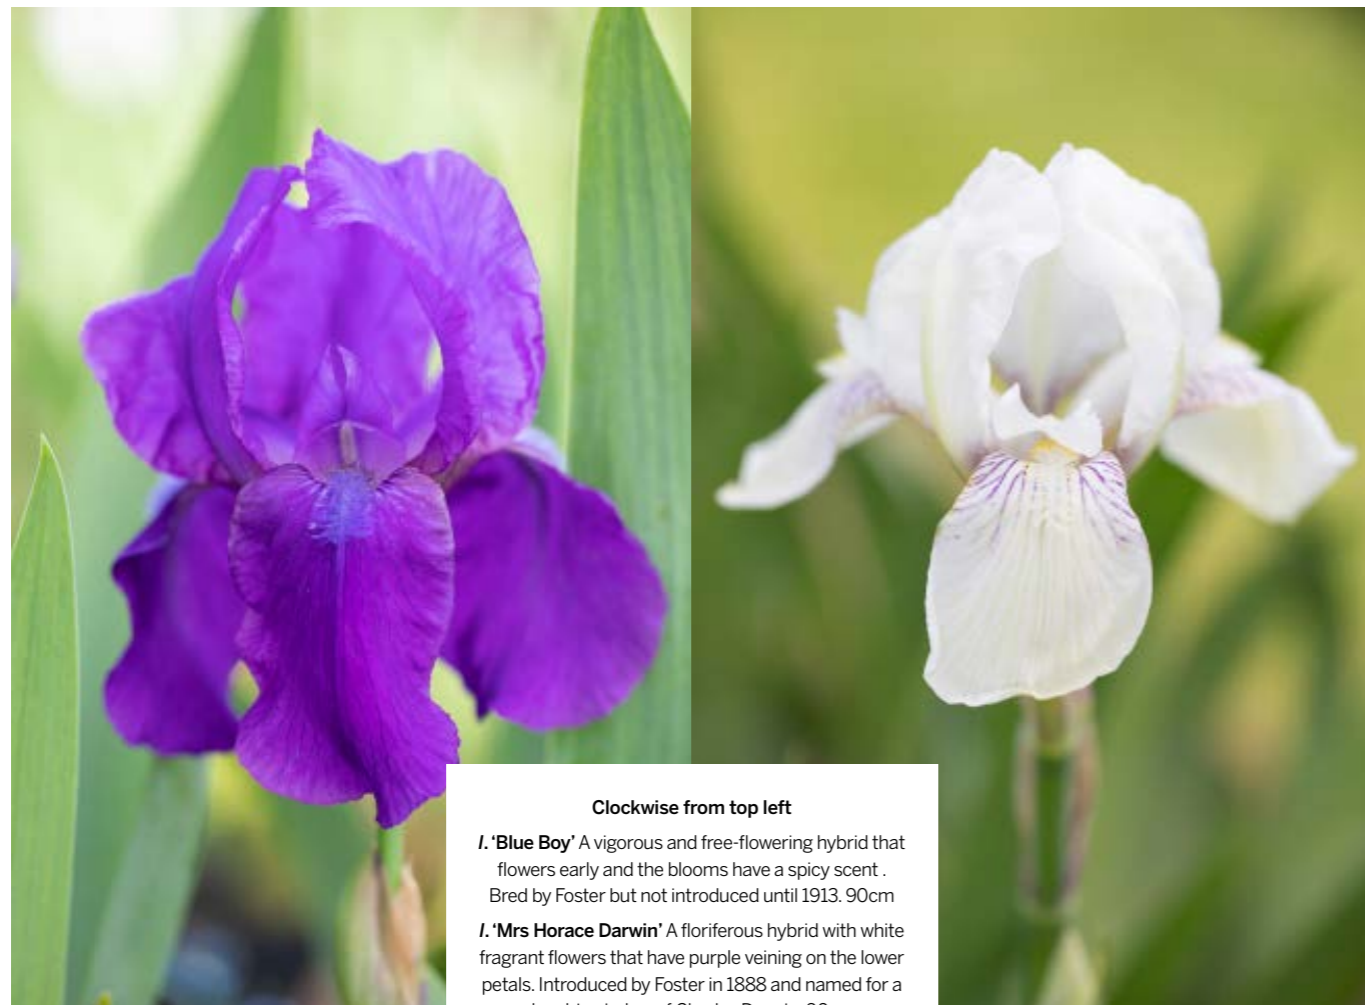 Clockwise from top left
I. ‘Blue Boy’ A vigorous and free-flowering hybrid that
flowers early and the blooms have a spicy scent .
Bred by Foster but not introduced until 1913. 90cm
I. ‘Mrs Horace Darwin’ A floriferous hybrid with white
fragrant flowers that have purple veining on the lower
petals. Introduced by Foster in 1888 and named for a